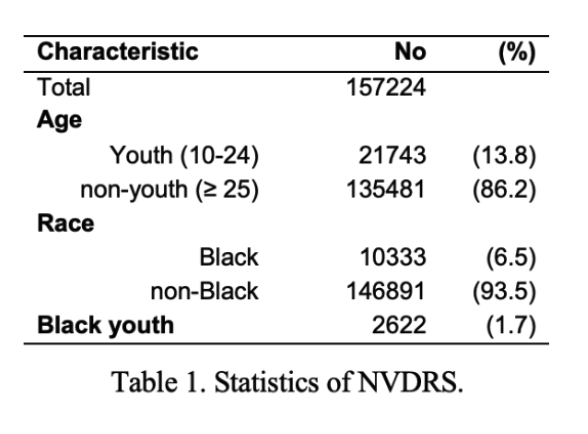 Characteristic No (%)
Total 157224
Age
Youth (10-24) 21743 (13.8)
non-youth (≥ 25) 135481 (86.2)
Race
Black 10333 (6.5)
non-Black 146891 (93.5)
Black youth 2622 (1.7)
Table 1. Statistics of NVDRS.